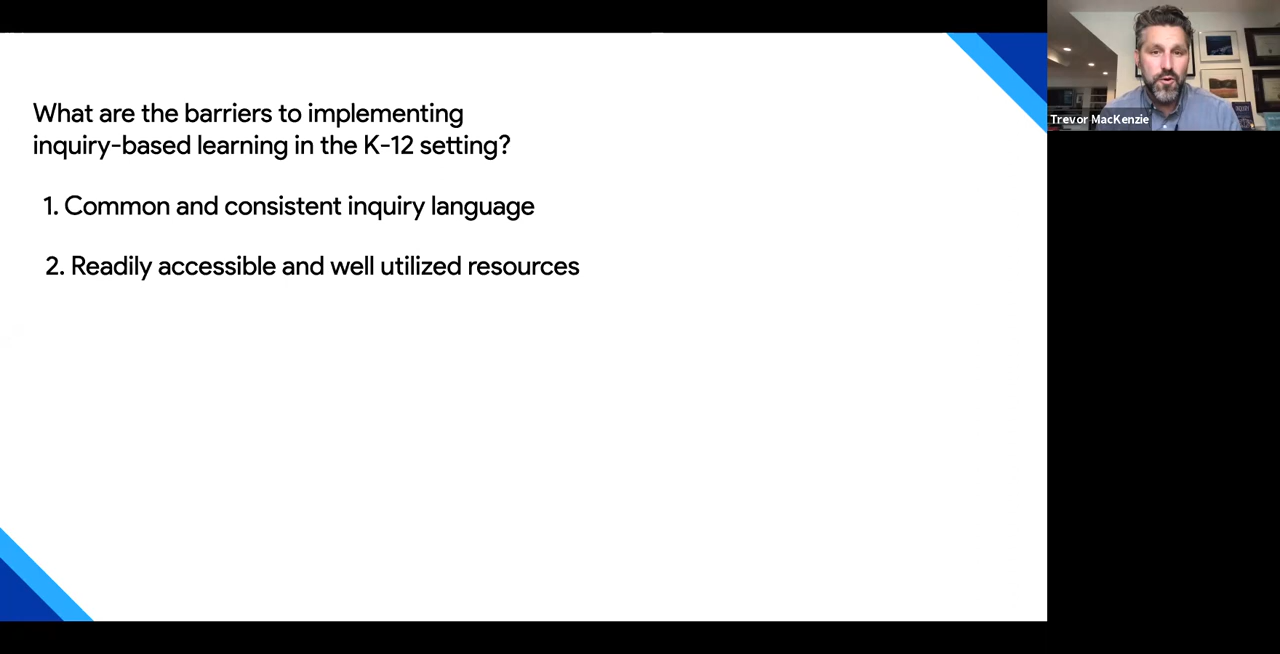 What are the barriers to implementing
inquiry-based learning in the K-12 setting?
1. Common and consistent inquiry language
2. Readily accessible and well utilized resources
Trevor MacKenzie